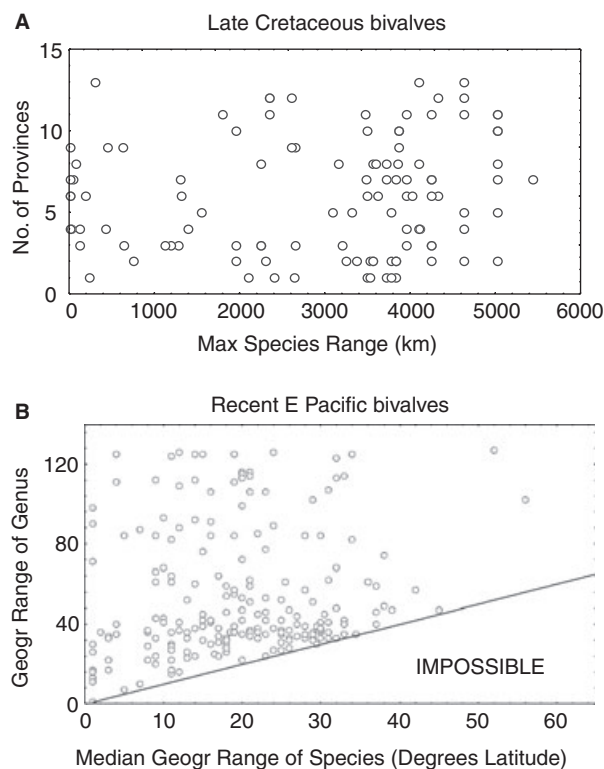 A
Late Cretaceous bivalves
15
10
5
0
No. of Provinces
0 1000 2000 3000 4000 5000 6000
Max Species Range (km)
B
Recent E Pacific bivalves
120
80
40
0
Geogr Range of Genus
IMPOSSIBLE
0 10 20 30 40 50 60
Median Geogr Range of Species (Degrees Latitude)